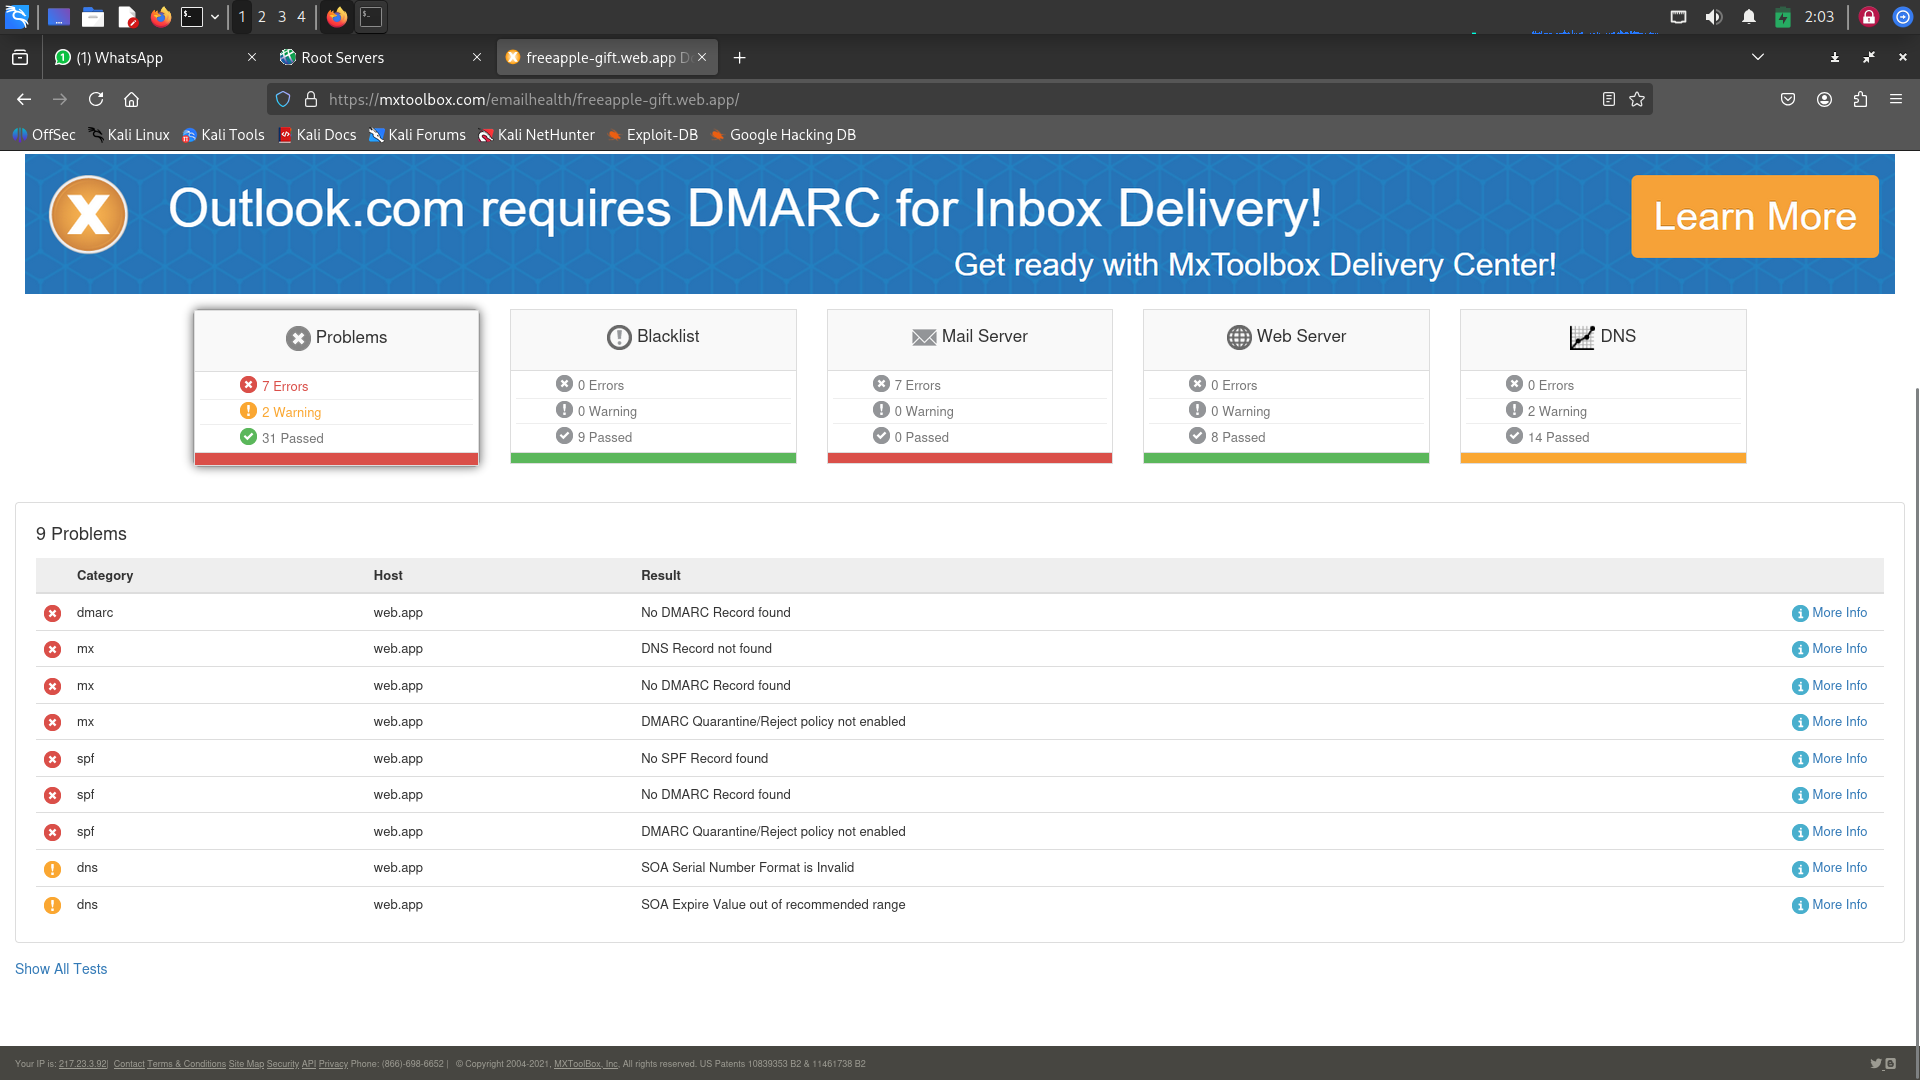 1 2 3 4
2:03
(1) WhatsApp
Root Servers
freeapple-gift.web.app D
https://mxtoolbox.com/emailhealth/freeapple-gift.web.app/
OffSec Kali Linux Kali Tools Kali Docs Kali Forums Kali NetHunter Exploit-DB Google Hacking DB
Outlook.com requires DMARC for Inbox Delivery!
Get ready with MxToolbox Delivery Center!
Learn More
Problems
7 Errors
2 Warning
31 Passed
Blacklist
0 Errors
0 Warning
9 Passed
Mail Server
7 Errors
0 Warning
0 Passed
Web Server
0 Errors
0 Warning
8 Passed
DNS
0 Errors
2 Warning
14 Passed
9 Problems
Category Host Result
dmarc web.app No DMARC Record found More Info
mx web.app DNS Record not found More Info
mx web.app No DMARC Record found More Info
mx web.app DMARC Quarantine/Reject policy not enabled More Info
spf web.app No SPF Record found More Info
spf web.app No DMARC Record found More Info
spf web.app DMARC Quarantine/Reject policy not enabled More Info
dns web.app SOA Serial Number Format is Invalid More Info
dns web.app SOA Expire Value out of recommended range More Info
Show All Tests
Your IP is: 217.23.3.92| Contact Terms & Conditions Site Map Security API Privacy Phone: (866)-698-6652 | © Copyright 2004-2021, MXToolBox, Inc, All rights reserved. US Patents 10839353 B2 & 11461738 B2